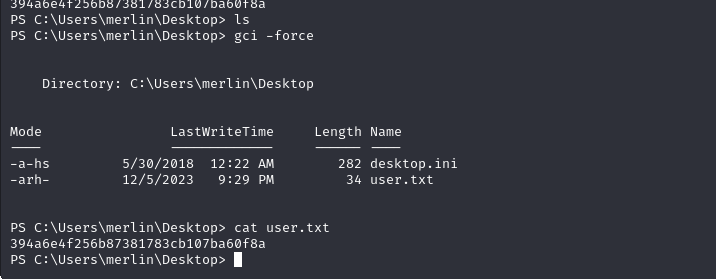 394a6e4f256b87381783cb107ba60f8a
PS C:\Users\merlin\Desktop> ls
PS C:\Users\merlin\Desktop> gci -force
Directory: C:\Users\merlin\Desktop
Mode LastWriteTime Length Name
---- ------------- ------ ----
-a-hs 5/30/2018 12:22 AM 282 desktop.ini
-arh- 12/5/2023 9:29 PM 34 user.txt
PS C:\Users\merlin\Desktop> cat user.txt
394a6e4f256b87381783cb107ba60f8a
PS C:\Users\merlin\Desktop>